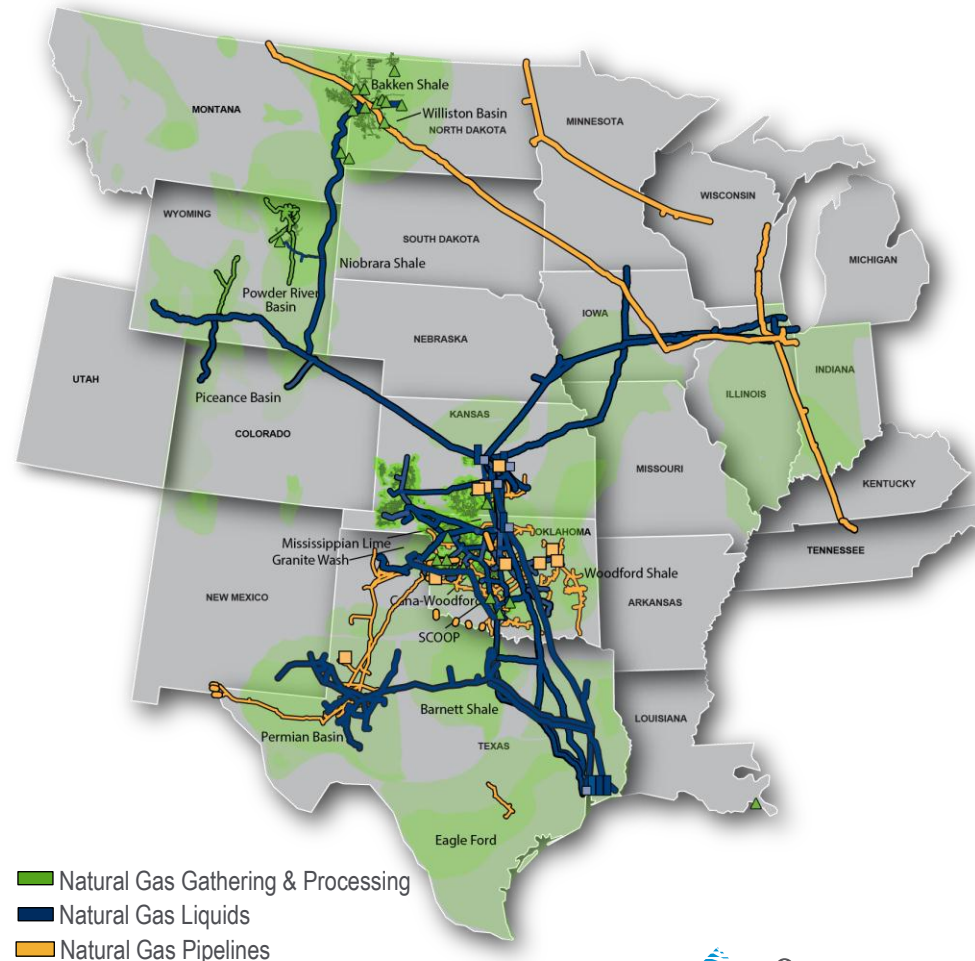 Bakken Shale
MONTANA
Williston Basin
NORTH DAKOTA
MINNESOTA
WISCONSIN
WYOMING
SOUTH DAKOTA
MICHIGAN
Niobrara Shale
Powder River
Basin
IOWA
NEBRASKA
UTAH
INDIANA
ILLINOIS
Piceance Basin
KANSAS
COLORADO
MISSOURI
KENTUCKY
OKLAHOMA
Mississippian Lime
TENNESSEE
Granite Wash
Woodford Shale
NEW MEXICO
Cana-Woodford
ARKANSAS
SCOOP
Barnett Shale
LOUISIANA
Permian Basin
TEXAS
Eagle Ford
Natural Gas Gathering & Processing
Natural Gas Liquids
Natural Gas Pipelines